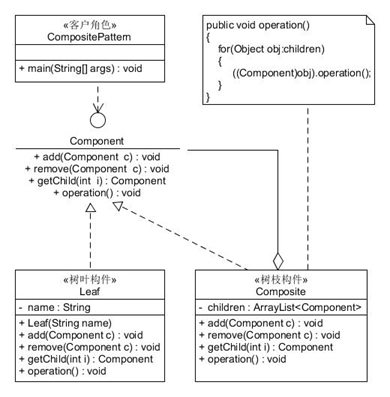 «客户角色»
CompositePattern
+ main(String[] args) : void
public void operation()
{
for(Object obj:children)
{
((Component)obj).operation();
}
}
Component
+ add(Component c) : void
+ remove(Component c) : void
+ getChild(int i) : Component
+ operation() : void
«树叶构件»
Leaf
- name : String
+ Leaf(String name)
+ add(Component c) : void
+ remove(Component c) : void
+ getChild(int i) : Component
+ operation() : void
«树枝构件»
Composite
- children : ArrayList<Component>
+ add(Component c) : void
+ remove(Component c) : void
+ getChild(int i) : Component
+ operation() : void